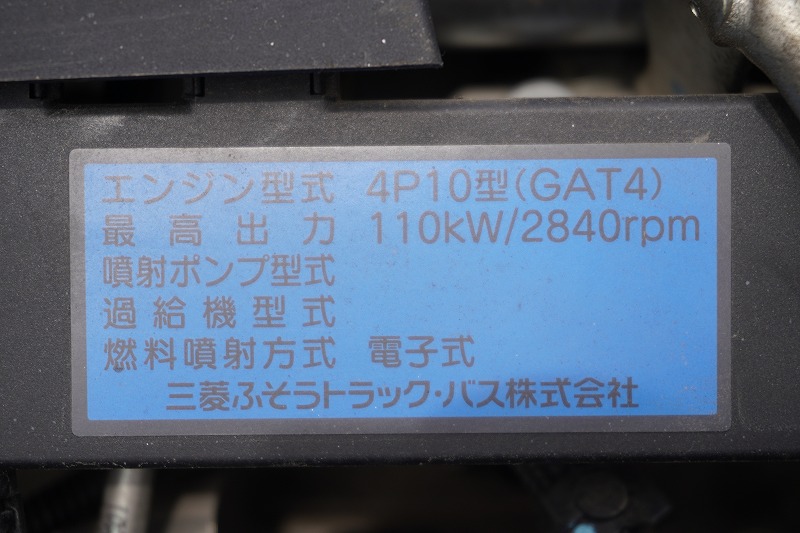 エンジン型式 4P10型(GAT4)
最高出力 110kW/2840rpm
噴射ポンプ型式
過給機型式
燃料噴射方式 電子式
三菱ふそうトラック・バス株式会社